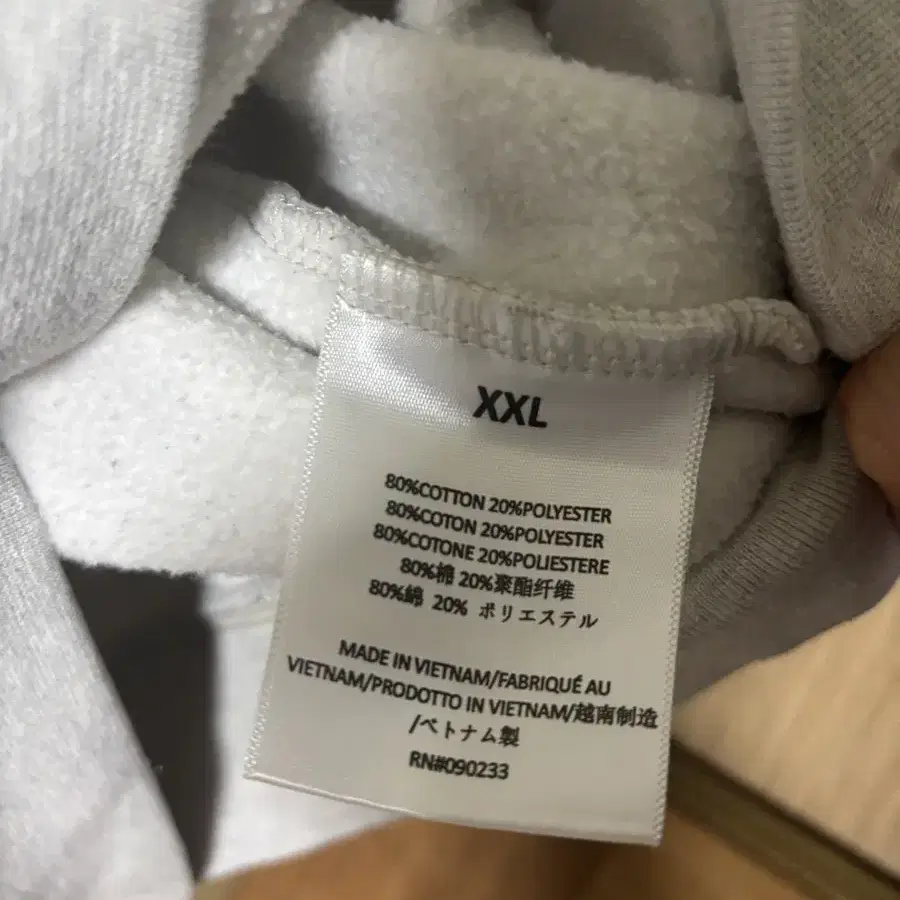 XXL
80%COTTON 20%POLYESTER
80%COTON 20%POLYESTER
80%COTONE 20%POLIESTERE
80%棉 20%聚酯纤维
80%綿 20% ポリエステル
MADE IN VIETNAM/FABRIQUÉ AU
VIETNAM/PRODOTTO IN VIETNAM/越南制造
/ベトナム製
RN#090233